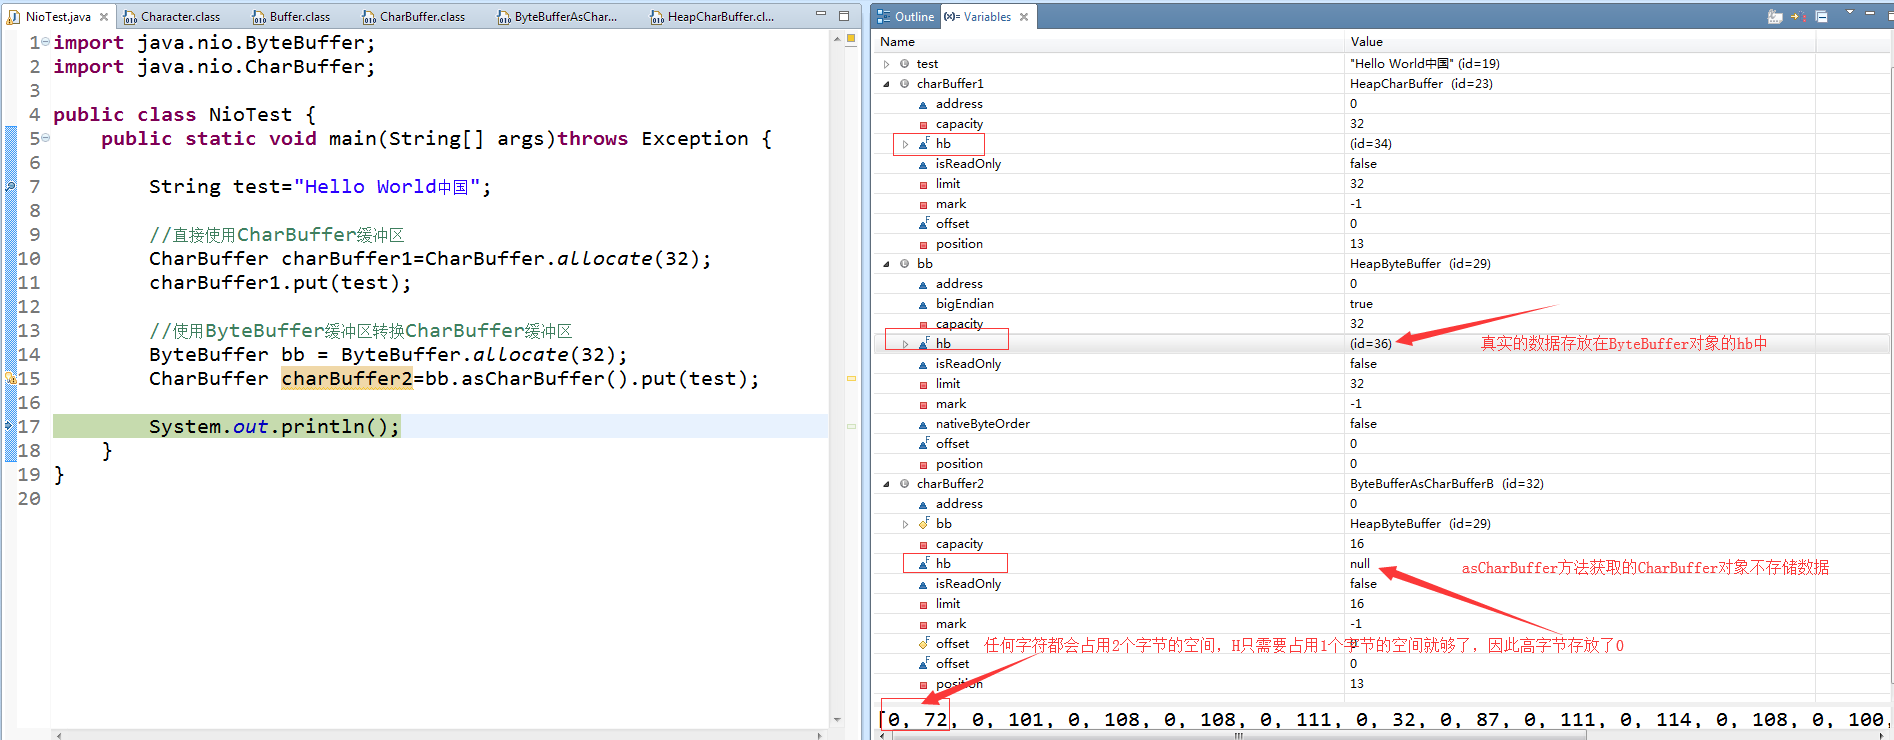 NioTest.java
Character.class
Buffer.class
CharBuffer.class
ByteBufferAsChar...
HeapCharBuffer.cl...
1 import java.nio.ByteBuffer;
2 import java.nio.CharBuffer;
3
4 public class NioTest {
5 public static void main(String[] args)throws Exception {
6
7 String test="Hello World中国";
8
9 //直接使用CharBuffer缓冲区
10 CharBuffer charBuffer1=CharBuffer.allocate(32);
11 charBuffer1.put(test);
12
13 //使用ByteBuffer缓冲区转换CharBuffer缓冲区
14 ByteBuffer bb = ByteBuffer.allocate(32);
15 CharBuffer charBuffer2=bb.asCharBuffer().put(test);
16
17 System.out.println();
18 }
19 }
20
Outline (x)= Variables
Name Value
test "Hello World中国" (id=19)
charBuffer1 HeapCharBuffer (id=23)
address 0
capacity 32
hb (id=34)
isReadOnly false
limit 32
mark -1
offset 0
position 13
bb HeapByteBuffer (id=29)
address 0
bigEndian true
capacity 32
hb (id=36) 真实的数据存放在ByteBuffer对象的hb中
isReadOnly false
limit 32
mark -1
nativeByteOrder false
offset 0
position 0
charBuffer2 ByteBufferAsCharBufferB (id=32)
address 0
bb HeapByteBuffer (id=29)
capacity 16
hb null asCharBuffer方法获取的CharBuffer对象不存储数据
isReadOnly false
limit 16
mark -1
offset 任何字符都会占用2个字节的空间，H只需要占用1个字节的空间就够了，因此高字节存放了0
offset 0
position 13
[0, 72, 0, 101, 0, 108, 0, 108, 0, 111, 0, 32, 0, 87, 0, 111, 0, 114, 0, 108, 0, 100,